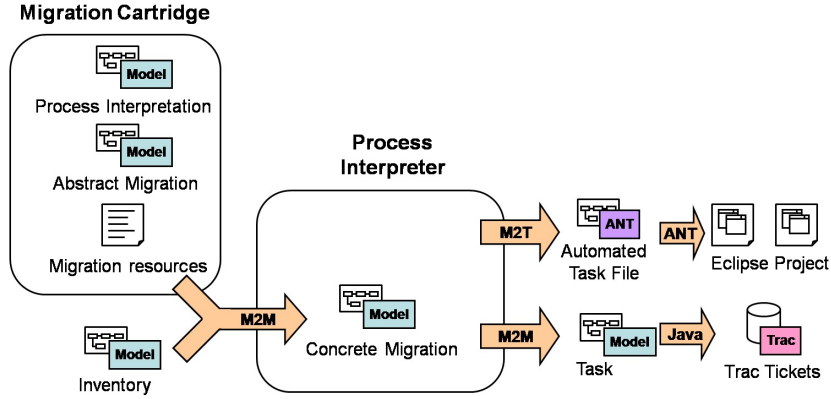 Migration Cartridge
Model
Process Interpretation
Model
Abstract Migration
Migration resources
Model
Inventory
M2M
Process
Interpreter
Model
Concrete Migration
M2T
ANT
Automated
Task File
ANT
Eclipse Project
M2M
Model
Task
Java
Trac
Trac Tickets